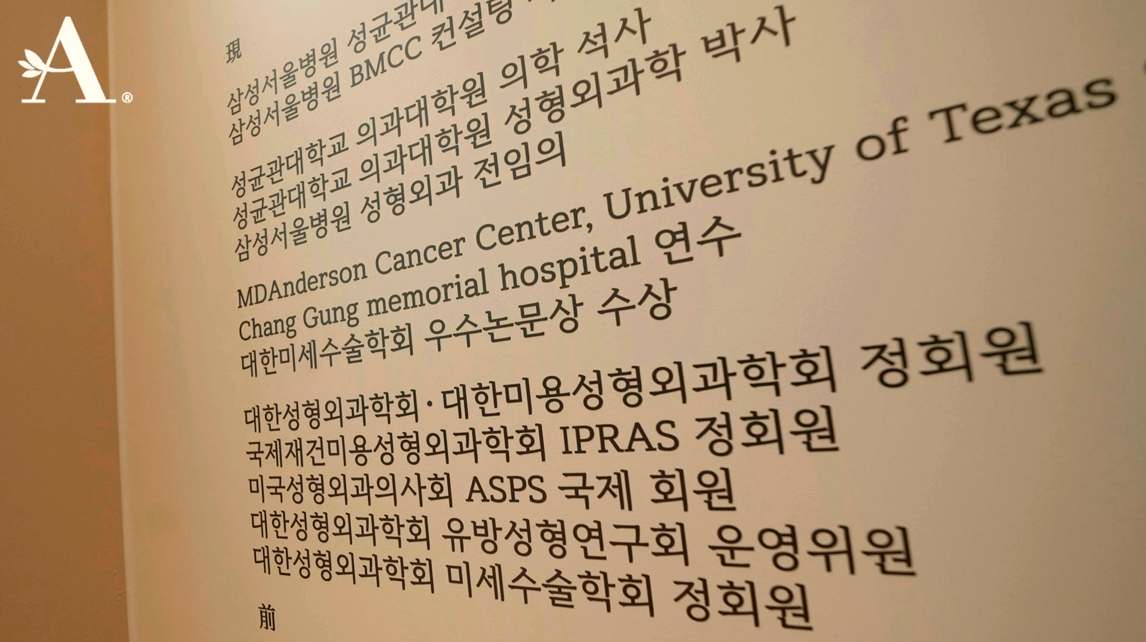 A®
現
삼성서울병원 성균관대
삼성서울병원 BMCC 컨설팅
성균관대학교 의과대학원 의학 석사
성균관대학교 의과대학원 성형외과학 박사
삼성서울병원 성형외과 전임의
MDAnderson Cancer Center, University of Texas
Chang Gung memorial hospital 연수
대한미세수술학회 우수논문상 수상
대한성형외과학회·대한미용성형외과학회 정회원
국제재건미용성형외과학회 IPRAS 정회원
미국성형외과의사회 ASPS 국제 회원
대한성형외과학회 유방성형연구회 운영위원
대한성형외과학회 미세수술학회 정회원
前